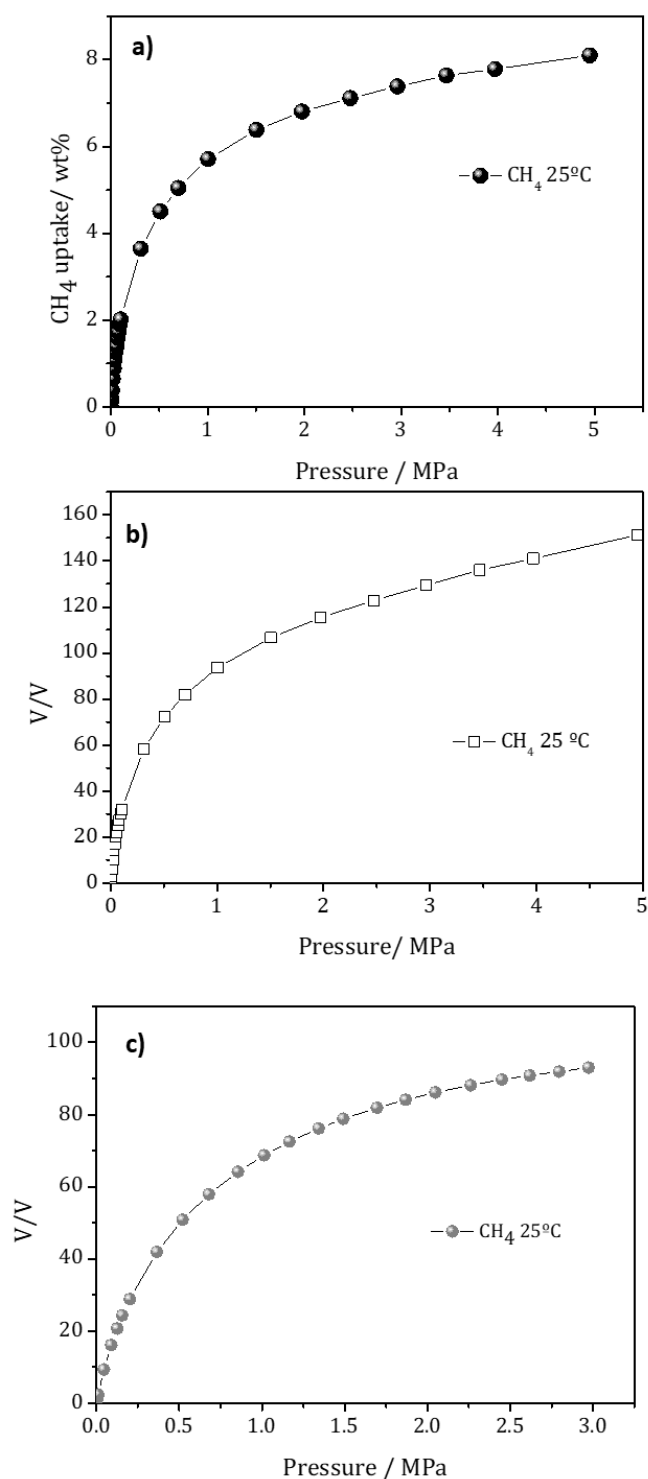 a)
8
6
4
2
0
CH4 uptake/ wt%
CH4 25ºC
0 1 2 3 4 5
Pressure / MPa
b)
160
140
120
100
80
60
40
20
0
V/V
CH4 25 ºC
0 1 2 3 4 5
Pressure/ MPa
c)
100
80
60
40
20
0
V/V
CH4 25ºC
0.0 0.5 1.0 1.5 2.0 2.5 3.0
Pressure / MPa